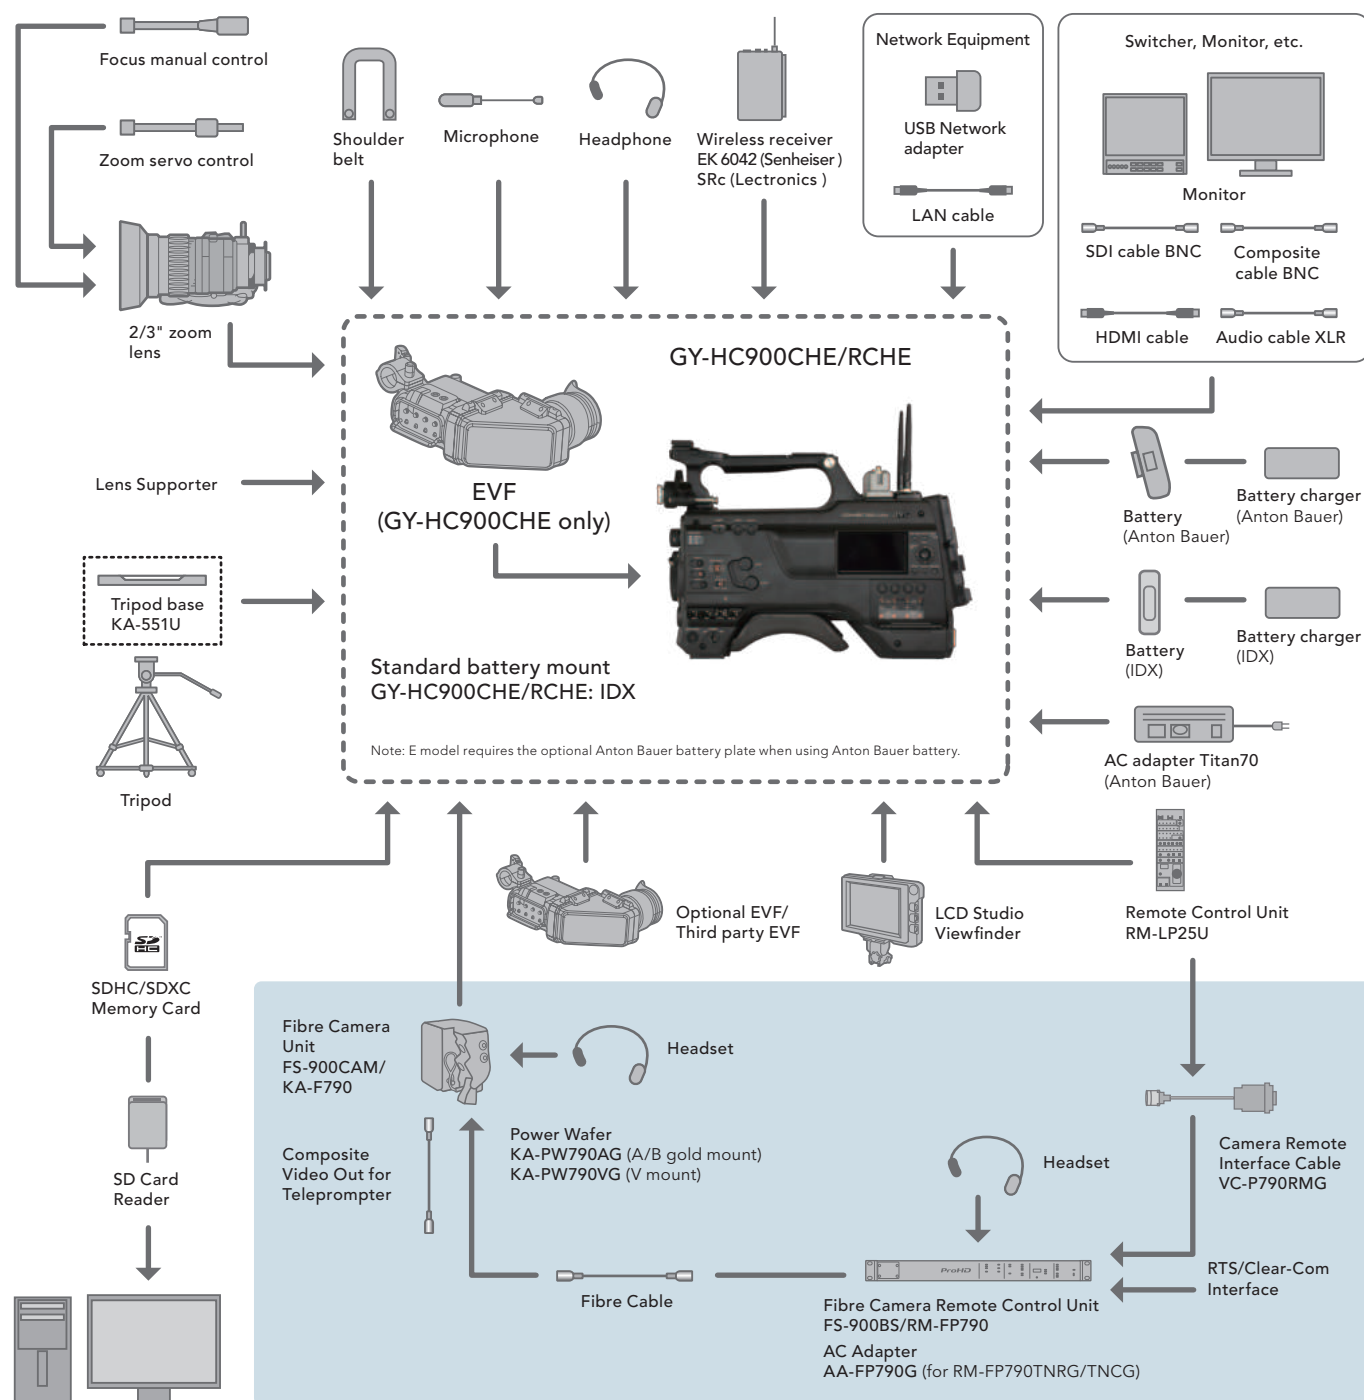 Focus manual control
Zoom servo control
2/3" zoom
lens
Shoulder
belt
Microphone
Headphone
Wireless receiver
EK 6042 (Senheiser )
SRc (Lectronics )
Network Equipment
USB Network
adapter
LAN cable
Switcher, Monitor, etc.
Monitor
SDI cable BNC
Composite
cable BNC
HDMI cable
Audio cable XLR
GY-HC900CHE/RCHE
EVF
(GY-HC900CHE only)
Standard battery mount
GY-HC900CHE/RCHE: IDX
Note: E model requires the optional Anton Bauer battery plate when using Anton Bauer battery.
Lens Supporter
Tripod base
KA-551U
Tripod
Battery
(Anton Bauer)
Battery charger
(Anton Bauer)
Battery
(IDX)
Battery charger
(IDX)
AC adapter Titan70
(Anton Bauer)
Optional EVF/
Third party EVF
LCD Studio
Viewfinder
Remote Control Unit
RM-LP25U
SD
HC
SDHC/SDXC
Memory Card
SD Card
Reader
Fibre Camera
Unit
FS-900CAM/
KA-F790
Headset
Composite
Video Out for
Teleprompter
Power Wafer
KA-PW790AG (A/B gold mount)
KA-PW790VG (V mount)
Headset
Camera Remote
Interface Cable
VC-P790RMG
Fibre Cable
ProHD
RTS/Clear-Com
Interface
Fibre Camera Remote Control Unit
FS-900BS/RM-FP790
AC Adapter
AA-FP790G (for RM-FP790TNRG/TNCG)